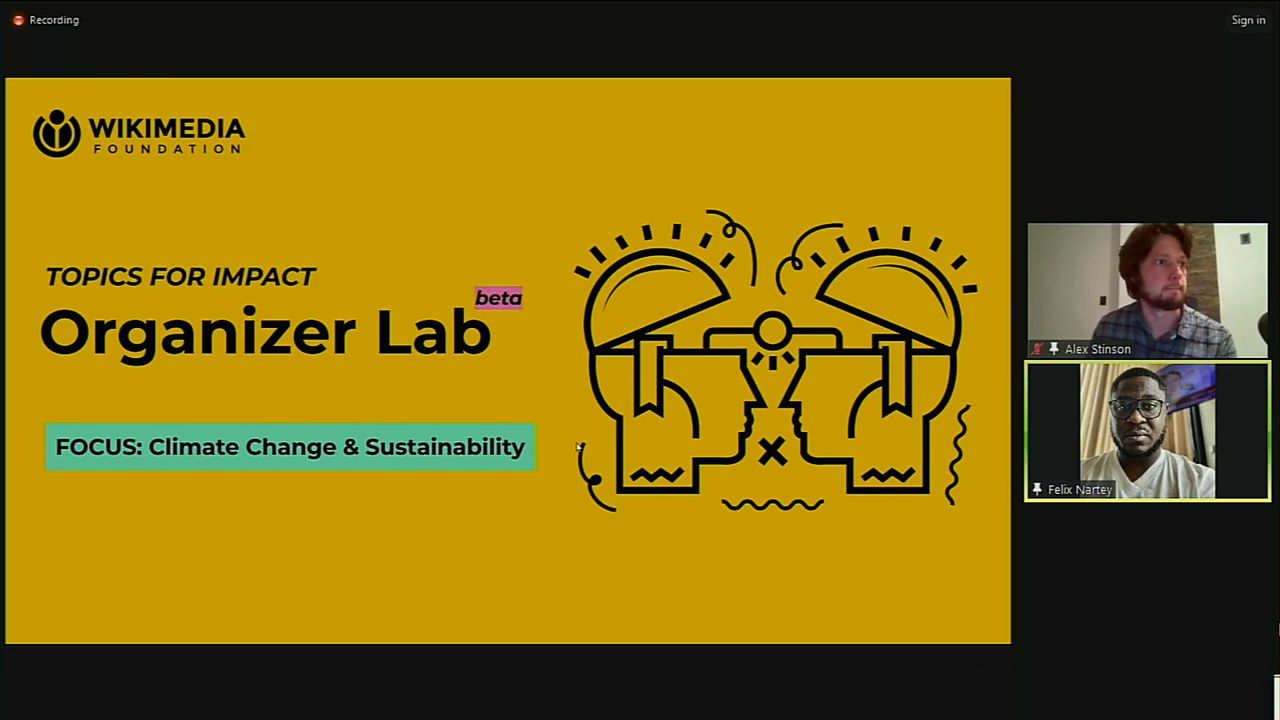 Recording
Sign in
WIKIMEDIA
FOUNDATION
TOPICS FOR IMPACT
beta
Organizer Lab
FOCUS: Climate Change & Sustainability
Alex Stinson
Felix Nartey